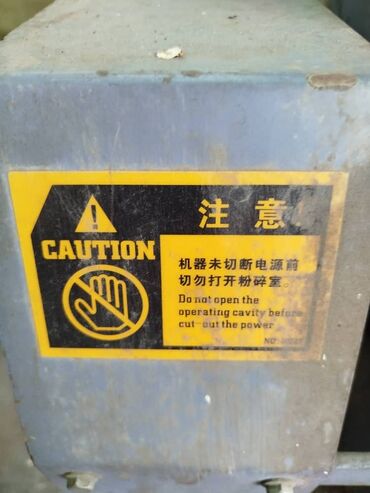 注意
CAUTION
机器未切断电源前
切勿打开粉碎室。
Do not open the
operating cavity before
cut-out the power